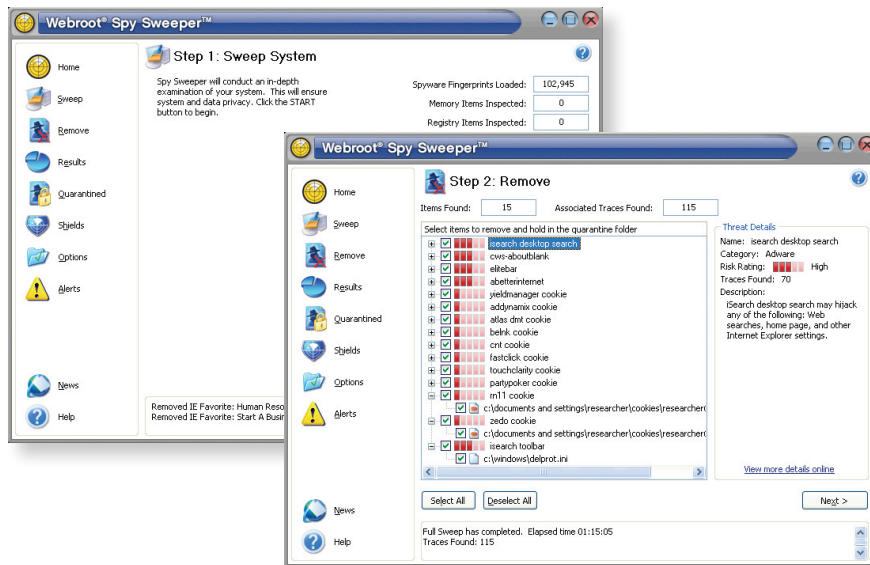 Webroot® Spy Sweeper™
Home
Sweep
Remove
Results
Quarantined
Shields
Options
Alerts
News
Help
Step 1: Sweep System
Spy Sweeper will conduct an in-depth
examination of your system. This will ensure
system and data privacy. Click the START
button to begin.
Spyware Fingerprints Loaded: 102,945
Memory Items Inspected: 0
Registry Items Inspected: 0
Removed IE Favorite: Human Reso
Removed IE Favorite: Start A Busin
Webroot® Spy Sweeper™
Home
Sweep
Remove
Results
Quarantined
Shields
Options
Alerts
News
Help
Step 2: Remove
Items Found: 15 Associated Traces Found: 115
Select items to remove and hold in the quarantine folder
isearch desktop search
cws-aboutblank
elitebar
abetterinternet
yieldmanager cookie
addynamix cookie
atlas dmt cookie
belnk cookie
cnt cookie
fastclick cookie
touchclarity cookie
partypoker cookie
rn11 cookie
c:\documents and settings\researcher\cookies\researcher(
zedo cookie
c:\documents and settings\researcher\cookies\researcher(
isearch toolbar
c:\windows\delprot.ini
Threat Details
Name: isearch desktop search
Category: Adware
Risk Rating: High
Traces Found: 70
Description:
iSearch desktop search may hijack
any of the following: Web
searches, home page, and other
Internet Explorer settings.
View more details online
Select All
Deselect All
Next >
Full Sweep has completed. Elapsed time 01:15:05
Traces Found: 115